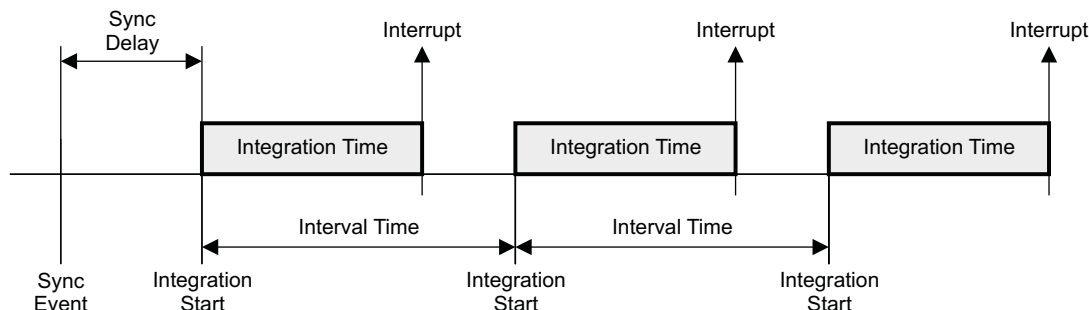 Sync
Delay
Interrupt
Interrupt
Interrupt
Integration Time
Integration Time
Integration Time
Interval Time
Interval Time
Sync
Event
Integration
Start
Integration
Start
Integration
Start